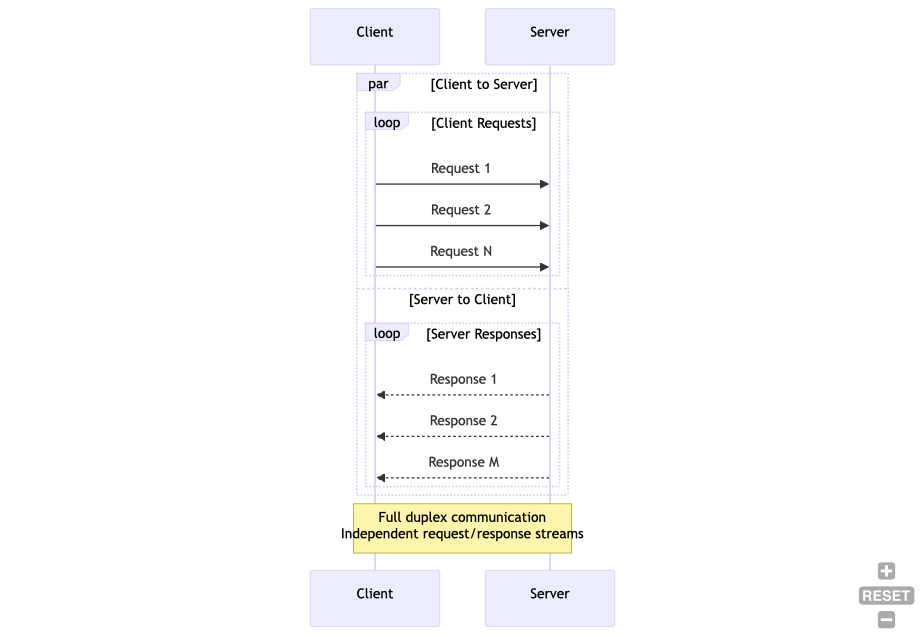 Client
Server
par
[Client to Server]
loop
[Client Requests]
Request 1
Request 2
Request N
[Server to Client]
loop
[Server Responses]
Response 1
Response 2
Response M
Full duplex communication
Independent request/response streams
Client
Server
RESET